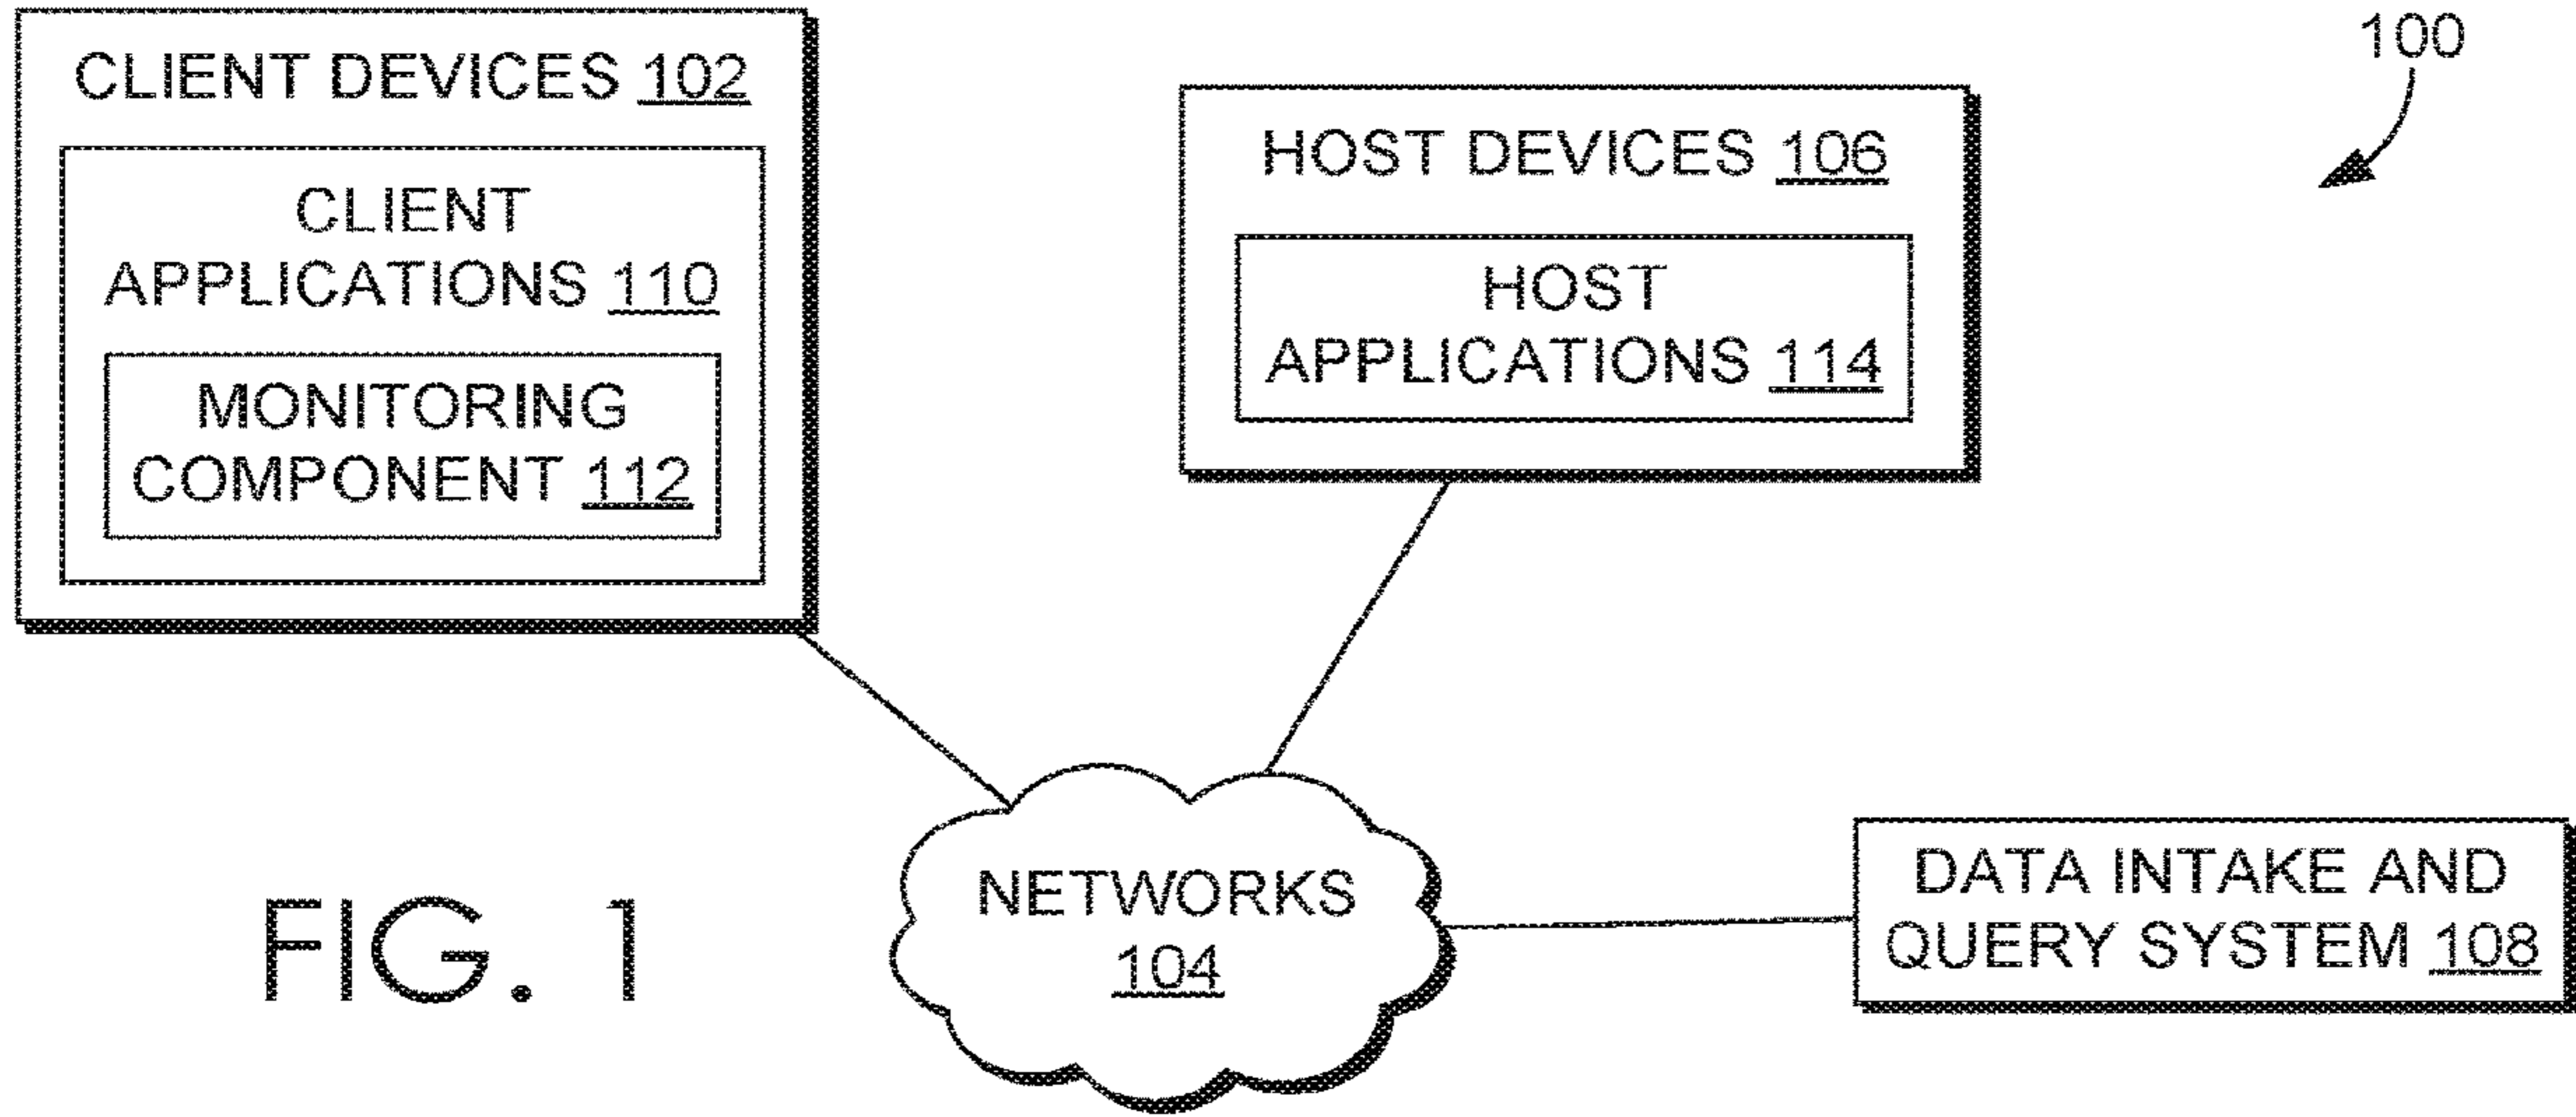 100
CLIENT DEVICES 102
CLIENT
APPLICATIONS 110
MONITORING
COMPONENT 112
HOST DEVICES 106
HOST
APPLICATIONS 114
NETWORKS
104
DATA INTAKE AND
QUERY SYSTEM 108
FIG. 1